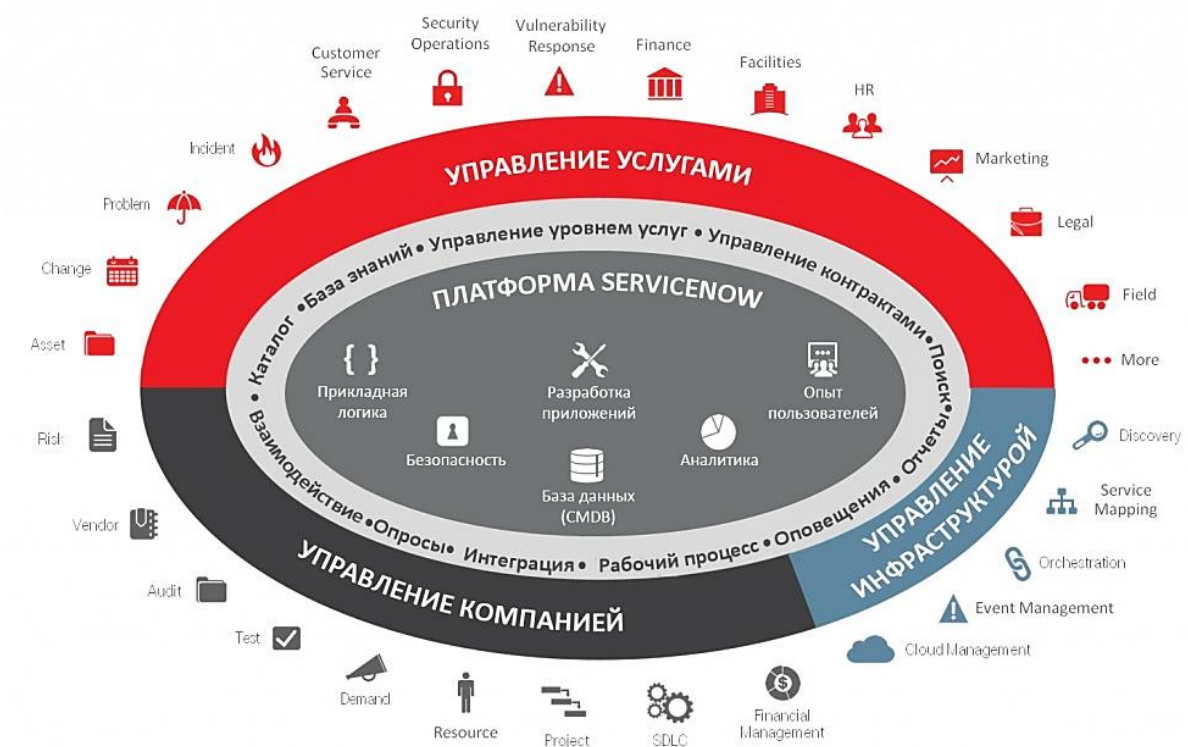 Security
Operations
Vulnerability
Response
Finance
Customer
Service
Facilities
HR
Incident
Marketing
Problem
Legal
Change
Field
Asset
More
Risk
Discovery
Vendor
Service
Mapping
Audit
Orchestration
Test
Event Management
Demand
Cloud Management
Resource
Project
SDLC
Financial
Management
УПРАВЛЕНИЕ УСЛУГАМИ
УПРАВЛЕНИЕ КОМПАНИЕЙ
УПРАВЛЕНИЕ
ИНФРАСТРУКТУРОЙ
• Каталог • База знаний • Управление уровнем услуг • Управление контрактами • Поиск •
Взаимодействие • Опросы • Интеграция • Рабочий процесс • Оповещения • Отчеты
ПЛАТФОРМА SERVICENOW
{ }
Прикладная
логика
Разработка
приложений
Опыт
пользователей
Безопасность
Аналитика
База данных
(CMDB)